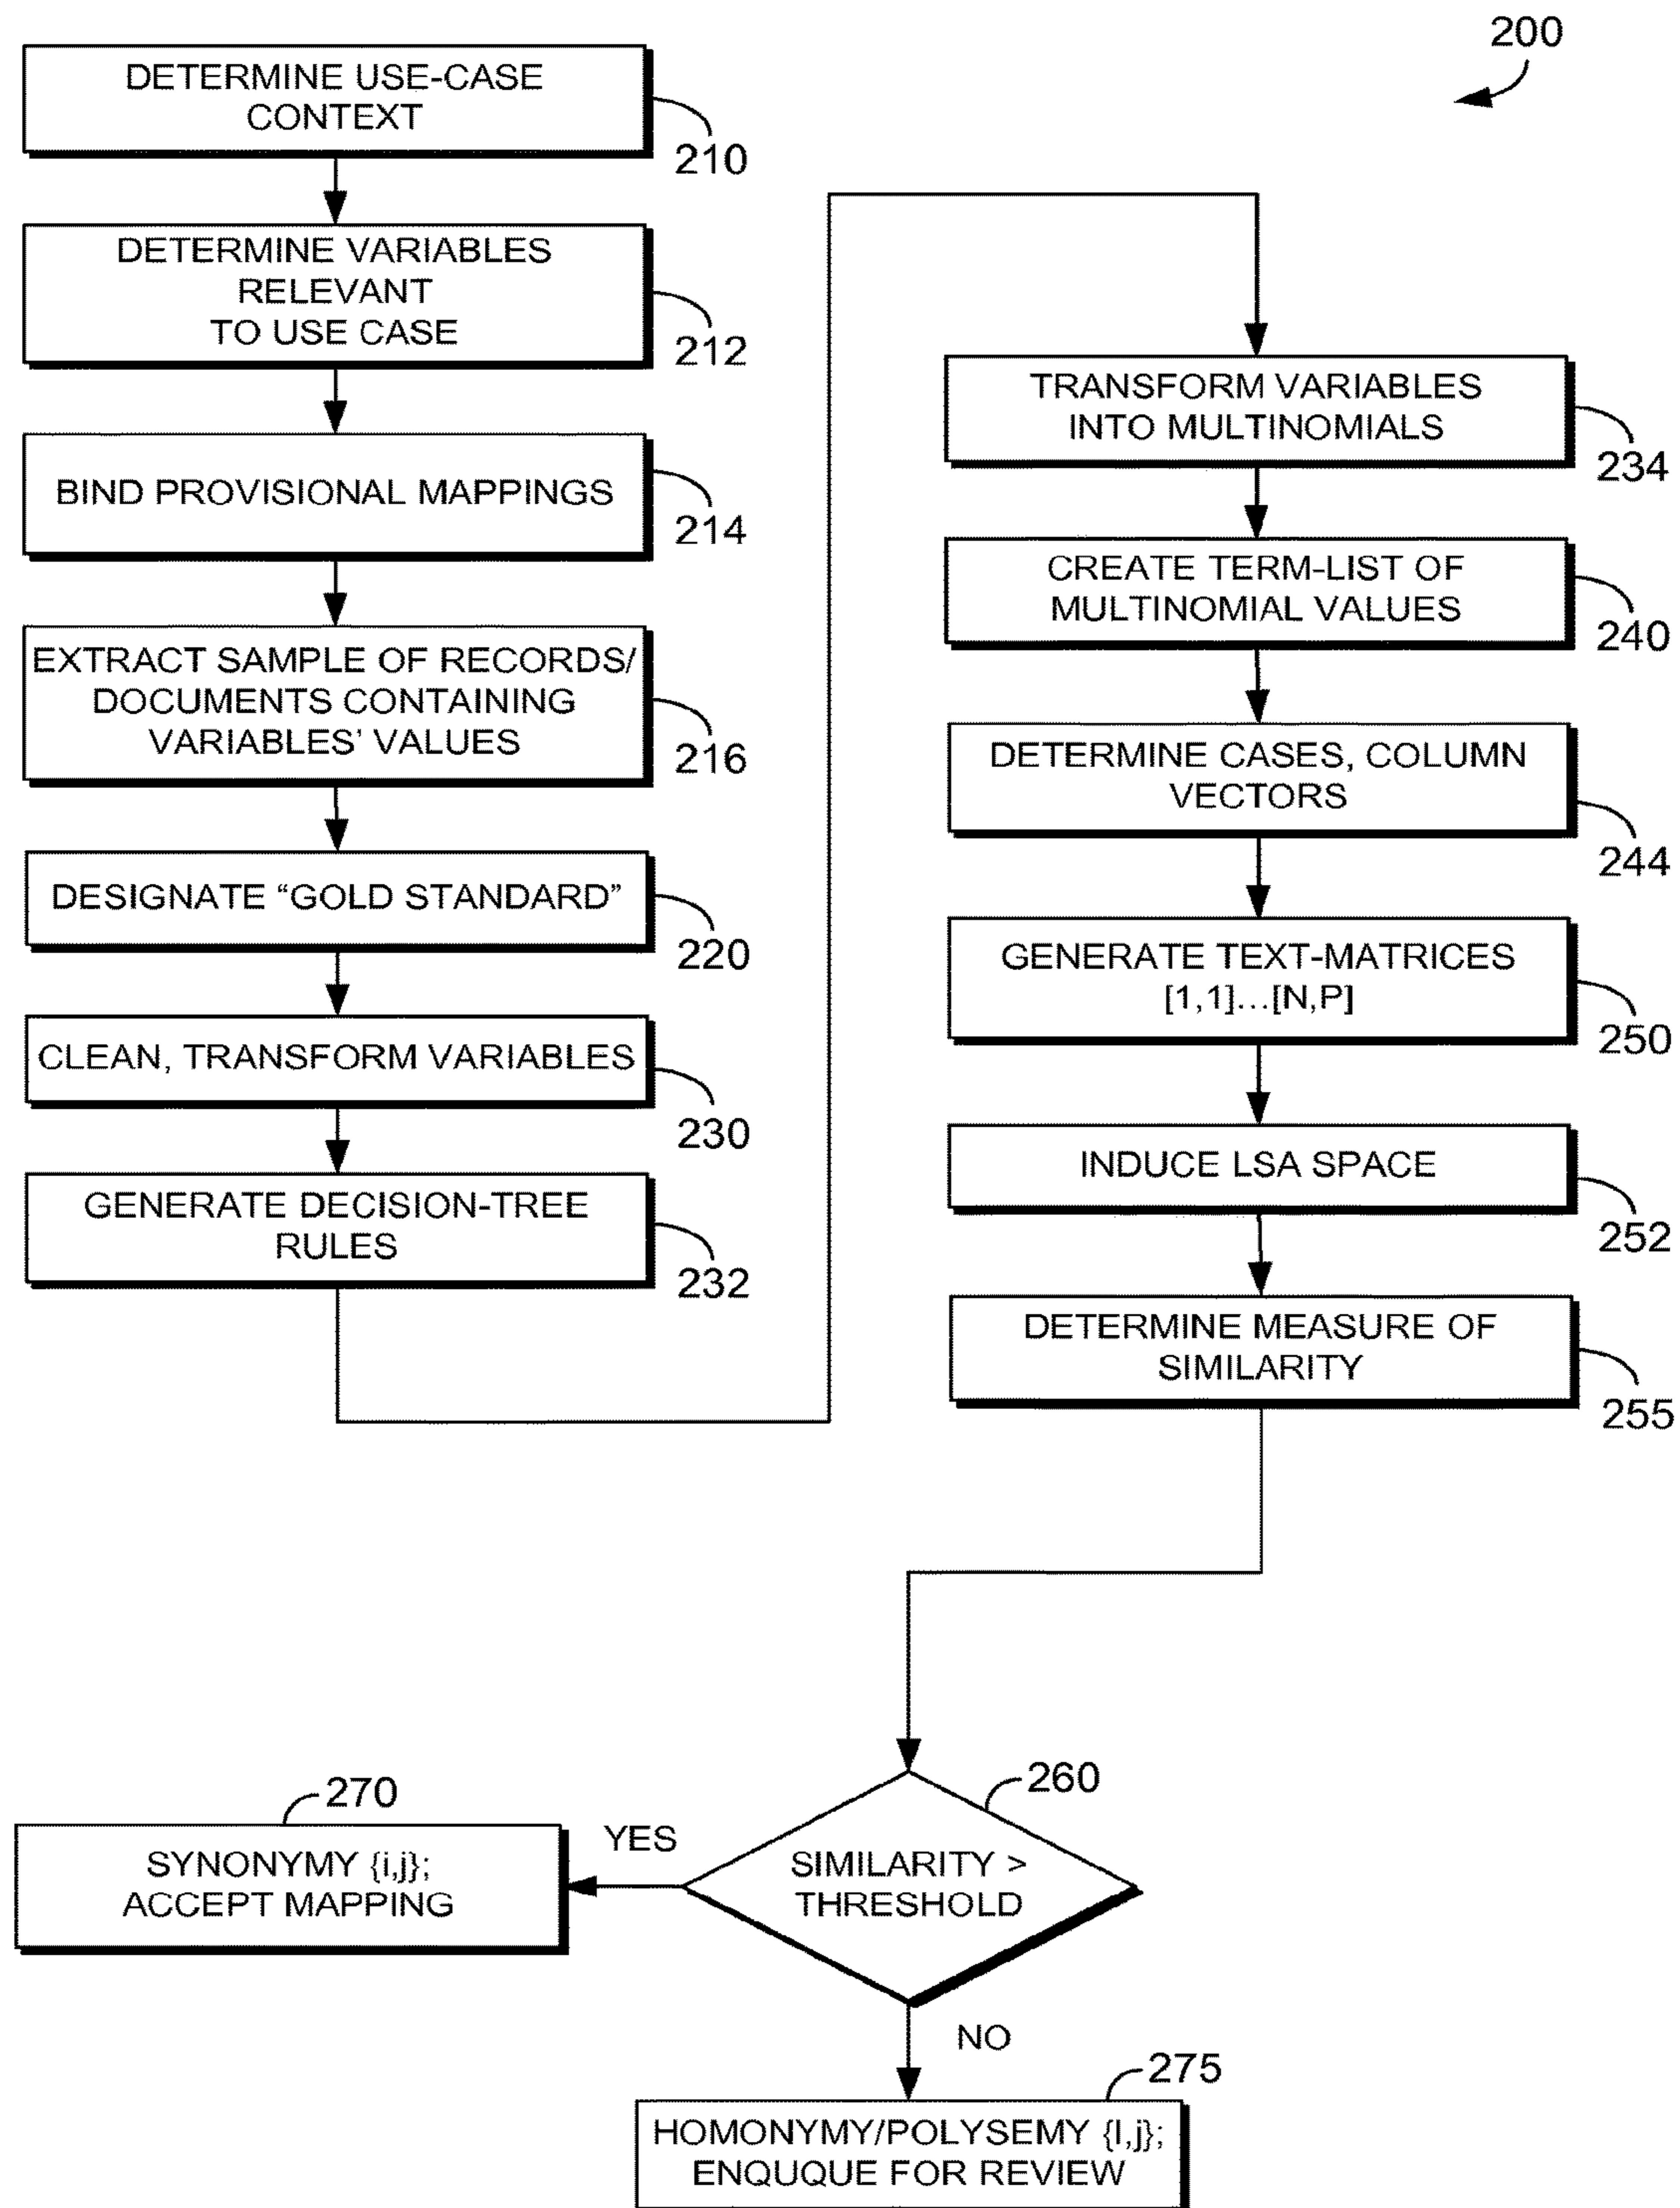 200
DETERMINE USE-CASE
CONTEXT
210
DETERMINE VARIABLES
RELEVANT
TO USE CASE
212
BIND PROVISIONAL MAPPINGS
214
EXTRACT SAMPLE OF RECORDS/
DOCUMENTS CONTAINING
VARIABLES’ VALUES
216
DESIGNATE “GOLD STANDARD”
220
CLEAN, TRANSFORM VARIABLES
230
GENERATE DECISION-TREE
RULES
232
TRANSFORM VARIABLES
INTO MULTINOMIALS
234
CREATE TERM-LIST OF
MULTINOMIAL VALUES
240
DETERMINE CASES, COLUMN
VECTORS
244
GENERATE TEXT-MATRICES
[1,1]...[N,P]
250
INDUCE LSA SPACE
252
DETERMINE MEASURE OF
SIMILARITY
255
260
SIMILARITY >
THRESHOLD
YES
270
SYNONYMY {i,j};
ACCEPT MAPPING
NO
275
HOMONYMY/POLYSEMY {I,j};
ENQUQUE FOR REVIEW